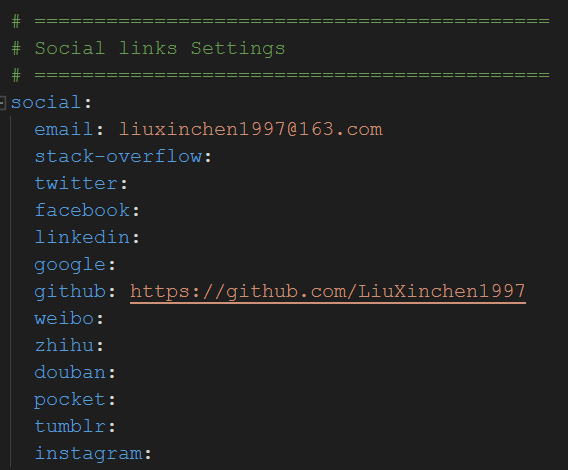 # ===========================================
# Social links Settings
# ===========================================
social:
  email: liuxinchen1997@163.com
  stack-overflow:
  twitter:
  facebook:
  linkedin:
  google:
  github: https://github.com/LiuXinchen1997
  weibo:
  zhihu:
  douban:
  pocket:
  tumblr:
  instagram: